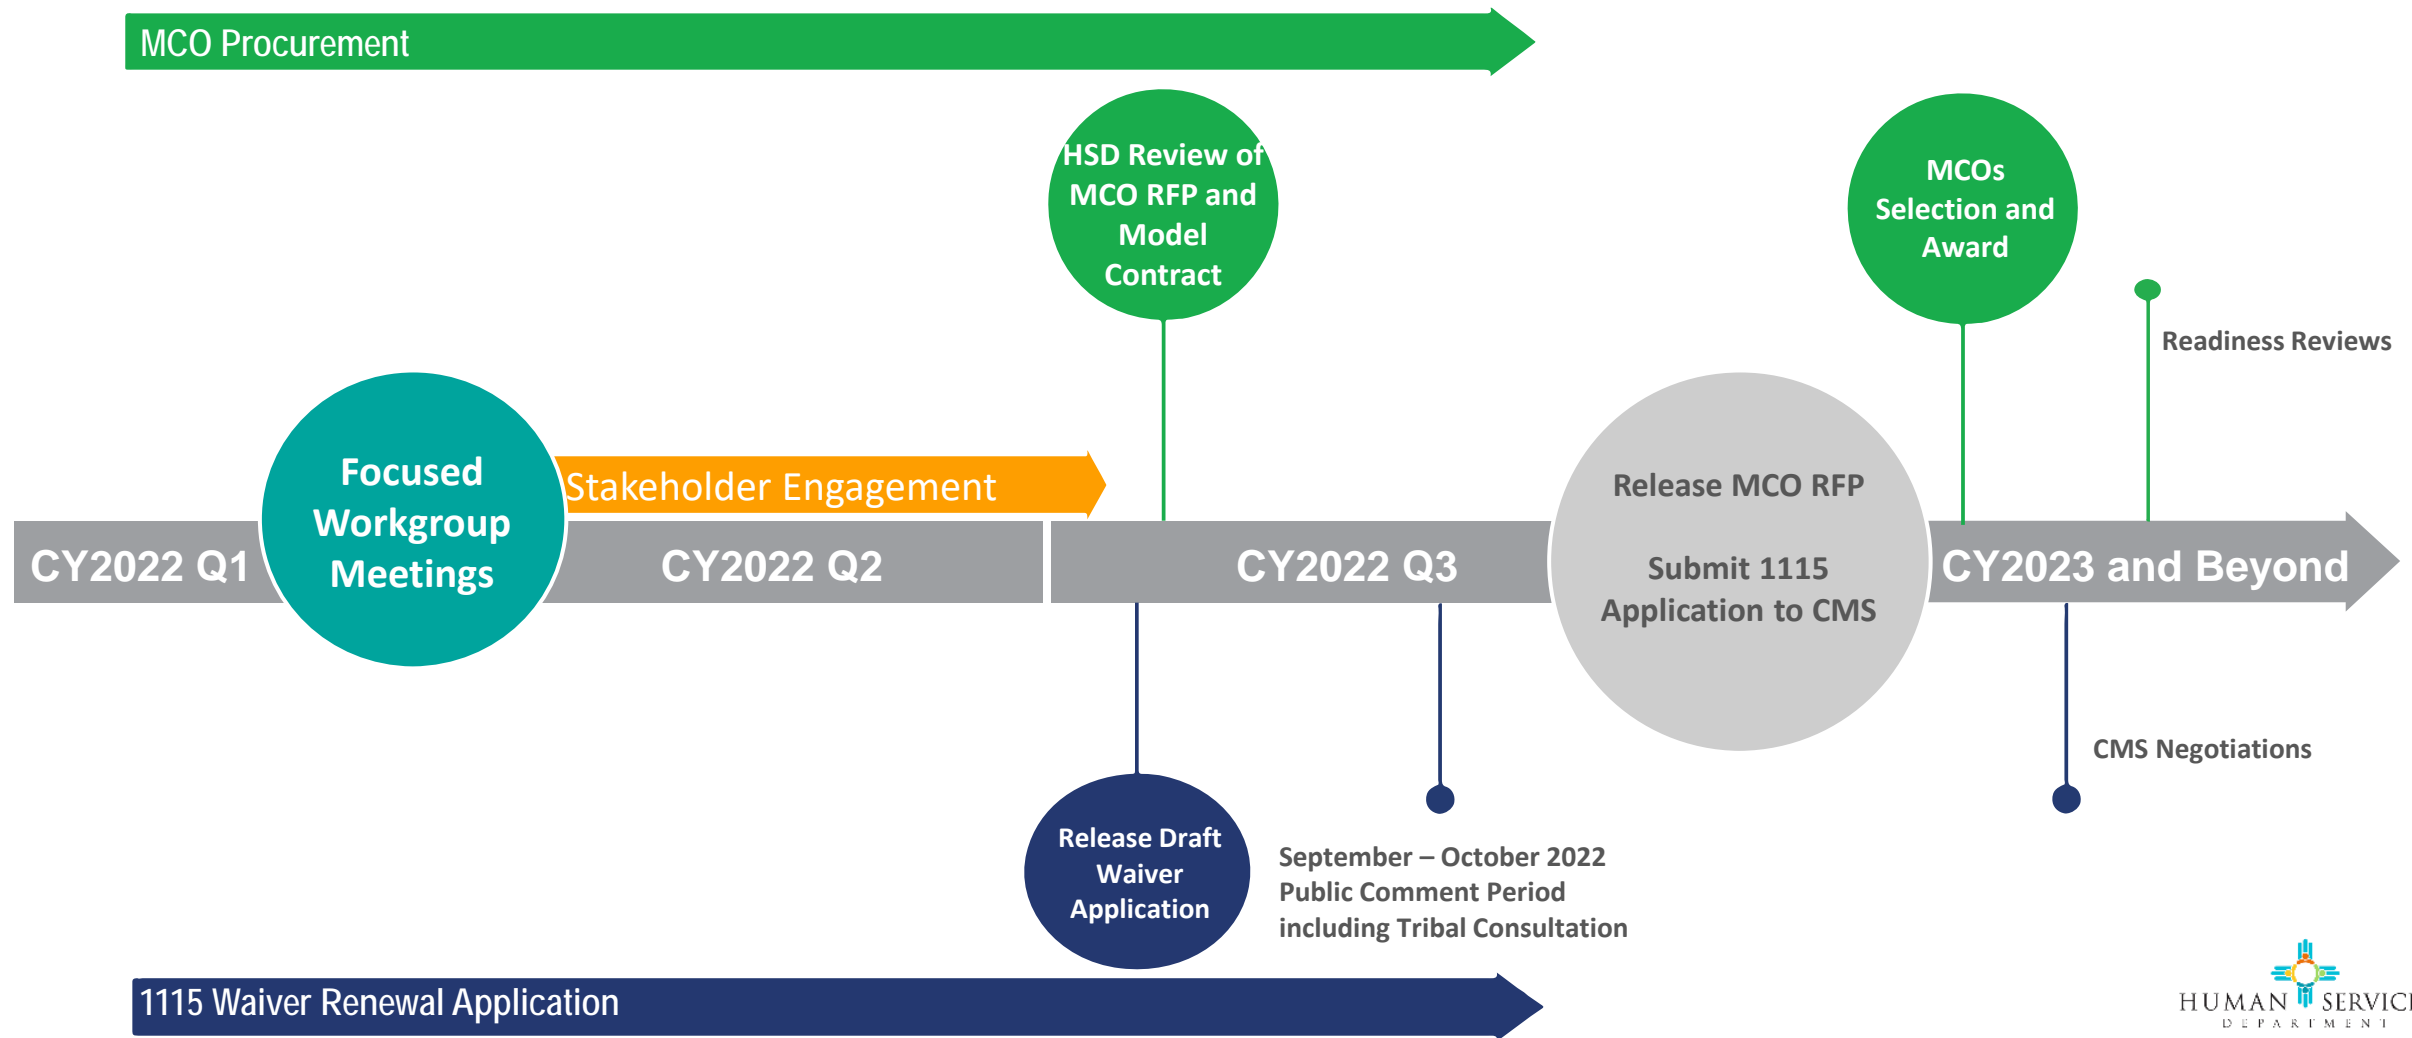 MCO Procurement
HSD Review of
MCO RFP and
Model
Contract
MCOs
Selection and
Award
Readiness Reviews
Focused
Workgroup
Meetings
Stakeholder Engagement
Release MCO RFP
Submit 1115
Application to CMS
CY2022 Q1
CY2022 Q2
CY2022 Q3
CY2023 and Beyond
CMS Negotiations
Release Draft
Waiver
Application
September – October 2022
Public Comment Period
including Tribal Consultation
1115 Waiver Renewal Application
HUMAN SERVICE
DEPARTMENT